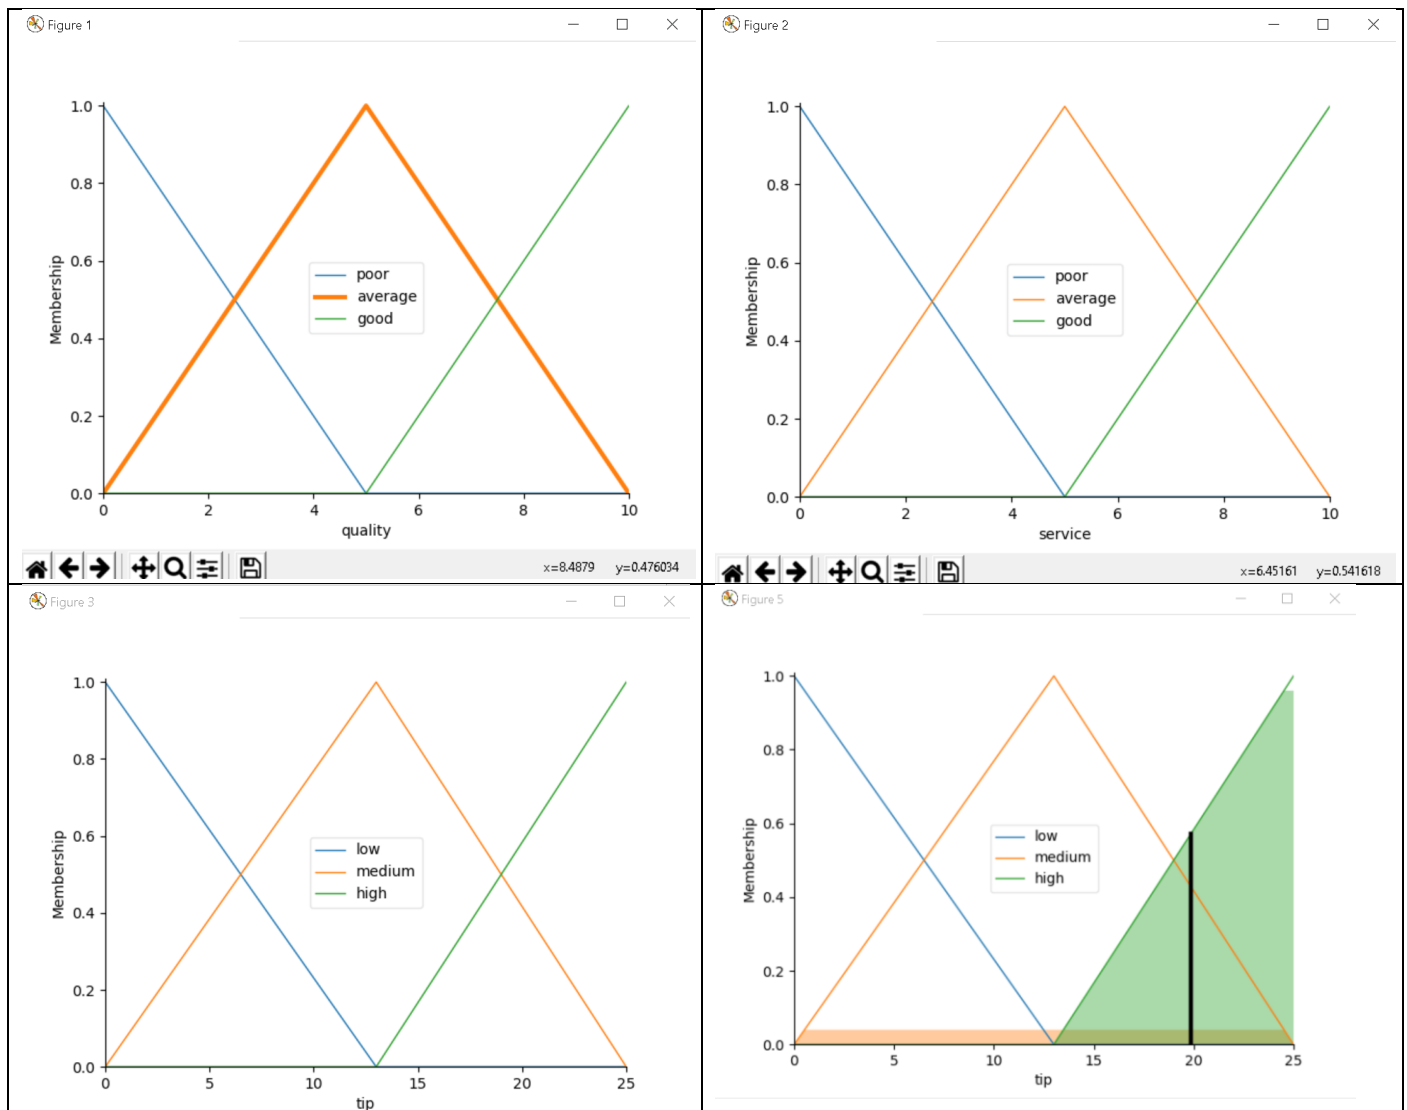 Figure 1
1.0
0.8
0.6
0.4
0.2
0.0
Membership
poor
average
good
0 2 4 6 8 10
quality
x=8.4879 y=0.476034
Figure 2
1.0
0.8
0.6
0.4
0.2
0.0
Membership
poor
average
good
0 2 4 6 8 10
service
x=6.45161 y=0.541618
Figure 3
1.0
0.8
0.6
0.4
0.2
0.0
Membership
low
medium
high
0 5 10 15 20 25
tip
Figure 5
1.0
0.8
0.6
0.4
0.2
0.0
Membership
low
medium
high
0 5 10 15 20 25
tip